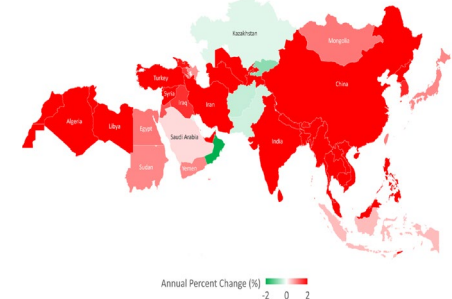 Kazakhstan
Mongolia
Turkey
China
Syria
Iraq
Iran
Algeria
Libya
Egypt
Saudi Arabia
India
Sudan
Yemen
Annual Percent Change (%)
-2 0 2